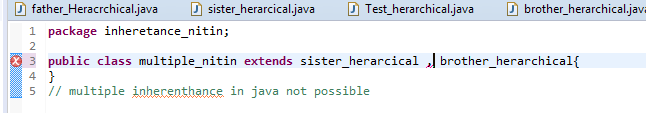 father_Heracrchical.java sister_herarcical.java Test_herarchical.java brother_herarchical.java
1 package inheretance_nitin;
2
3 public class multiple_nitin extends sister_herarcical , brother_herarchical{
4 }
5 // multiple inherenthance in java not possible